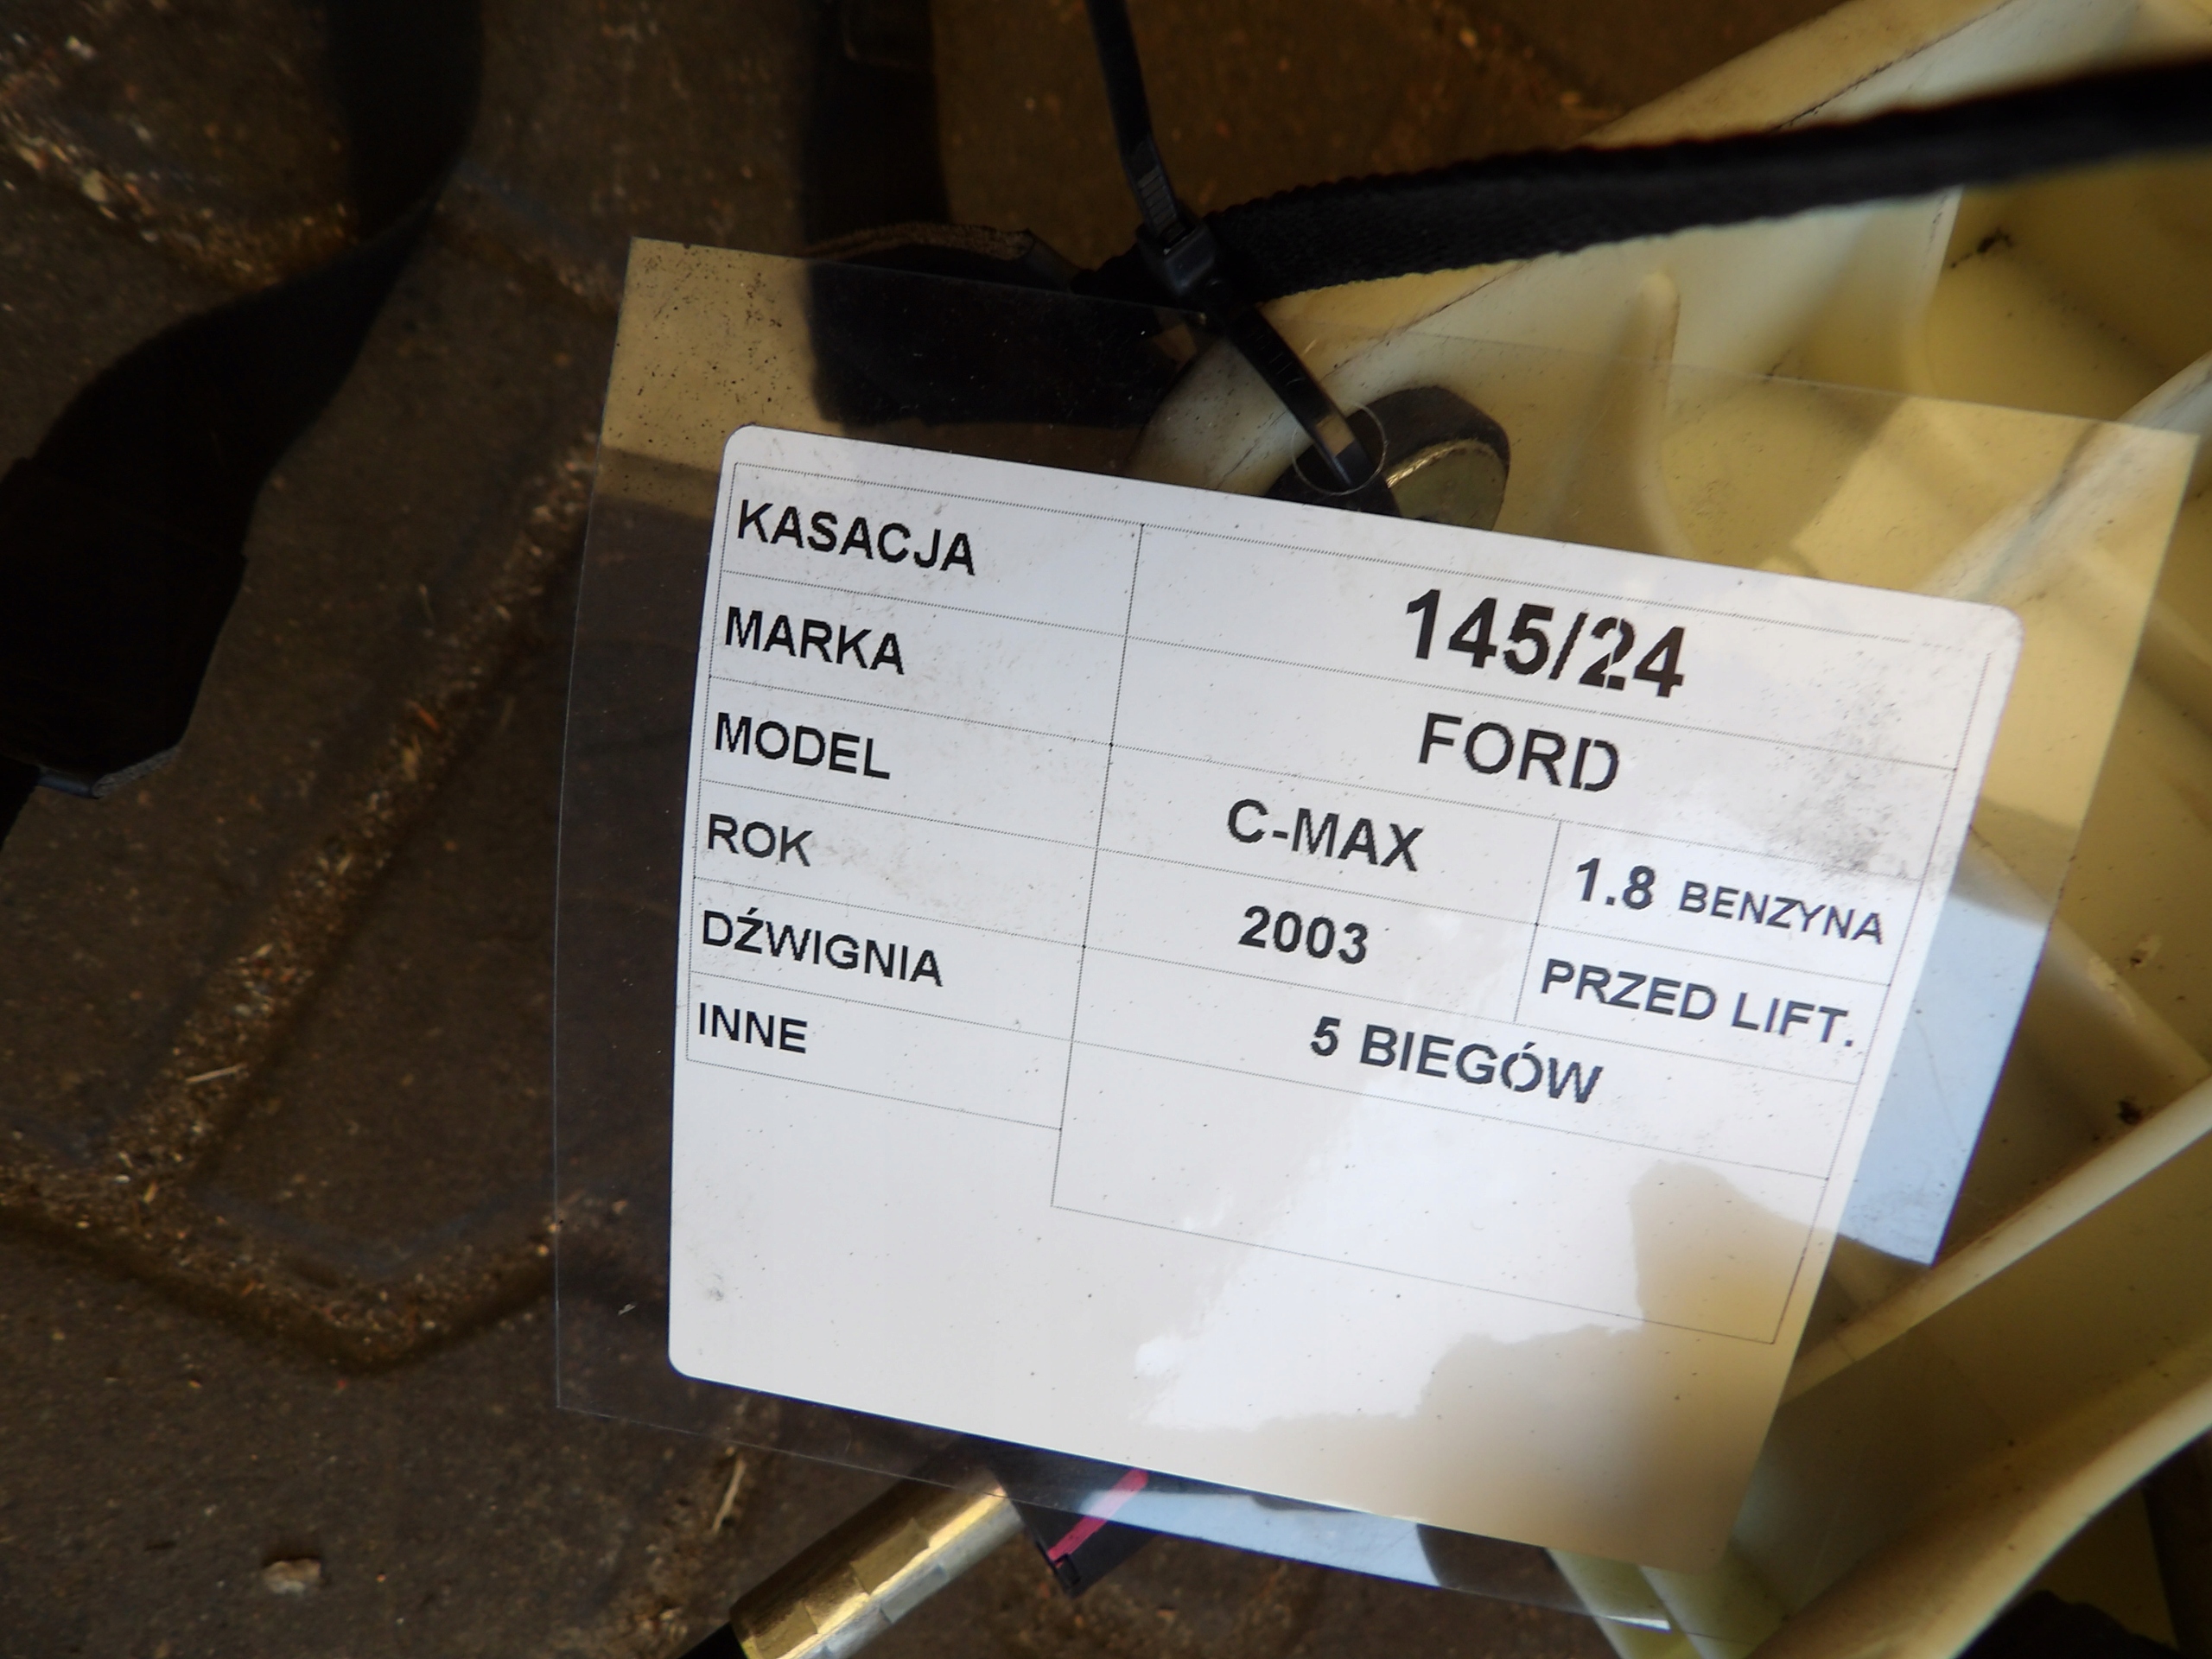 KASACJA 145/24
MARKA FORD
MODEL C-MAX 1.8 BENZYNA
ROK 2003 PRZED LIFT.
DŹWIGNIA 5 BIEGÓW
INNE